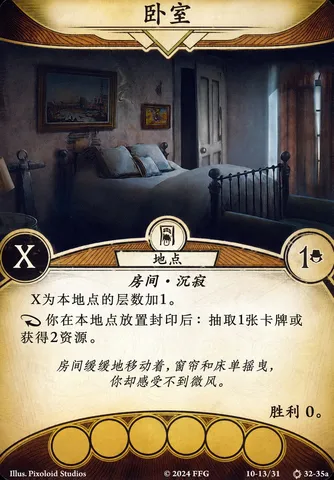 卧室
地点
X
1
房间·沉寂
X为本地点的层数加1。
你在本地点放置封印后：抽取1张卡牌或
获得2资源。
房间缓缓地移动着，窗帘和床单摇曳，
你却感受不到微风。
胜利 0。
Illus. Pixoloid Studios © 2024 FFG 10-13/31 32-35a